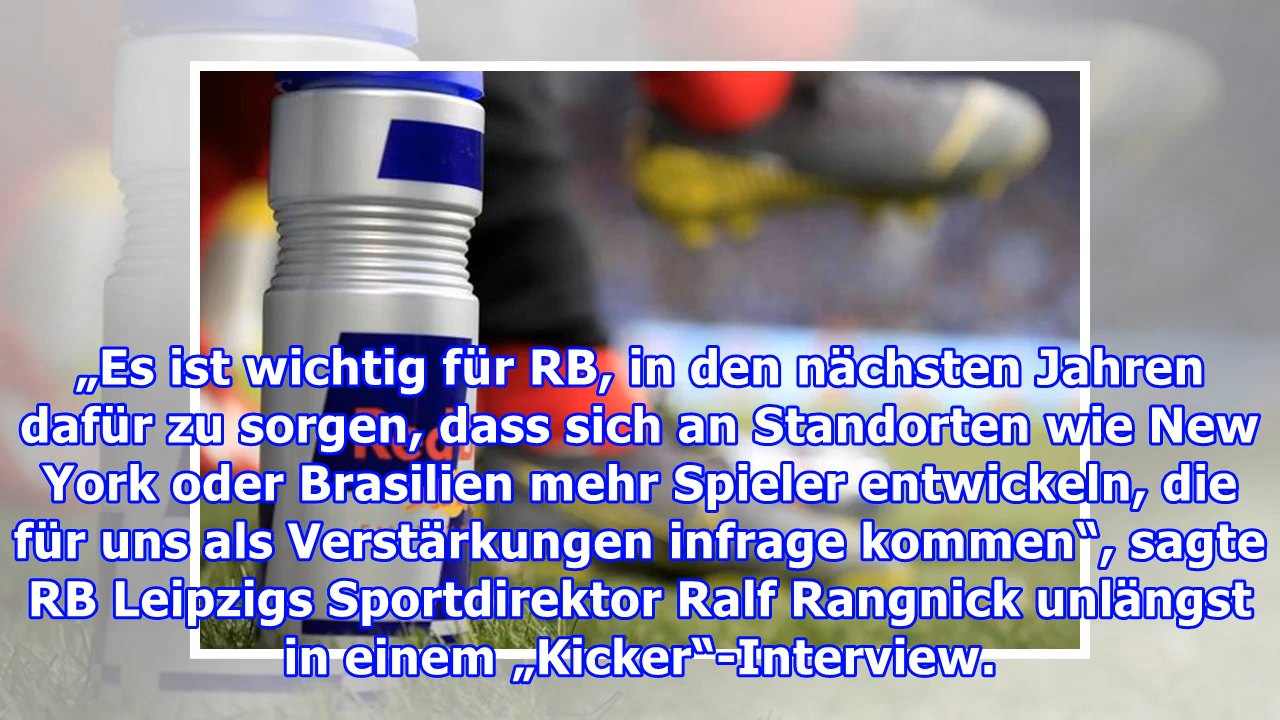 „Es ist wichtig für RB, in den nächsten Jahren
dafür zu sorgen, dass sich an Standorten wie New
York oder Brasilien mehr Spieler entwickeln, die
für uns als Verstärkungen infrage kommen“, sagte
RB Leipzigs Sportdirektor Ralf Rangnick unlängst
in einem „Kicker“-Interview.